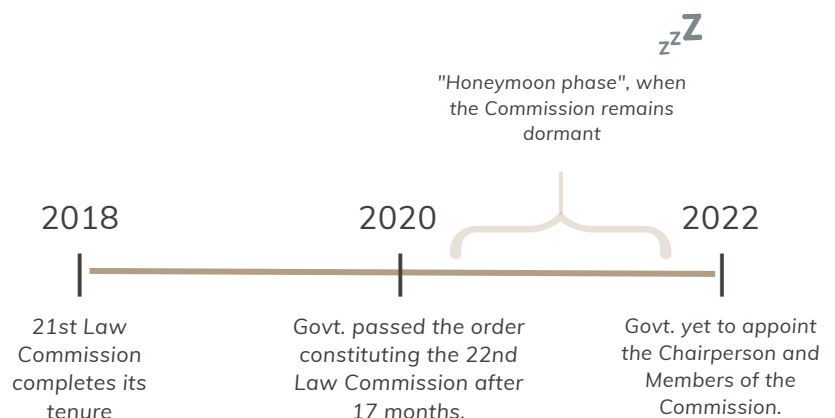 zzZ
"Honeymoon phase", when
the Commission remains
dormant
2018
2020
2022
21st Law
Commission
completes its
tenure
Govt. passed the order
constituting the 22nd
Law Commission after
17 months.
Govt. yet to appoint
the Chairperson and
Members of the
Commission.